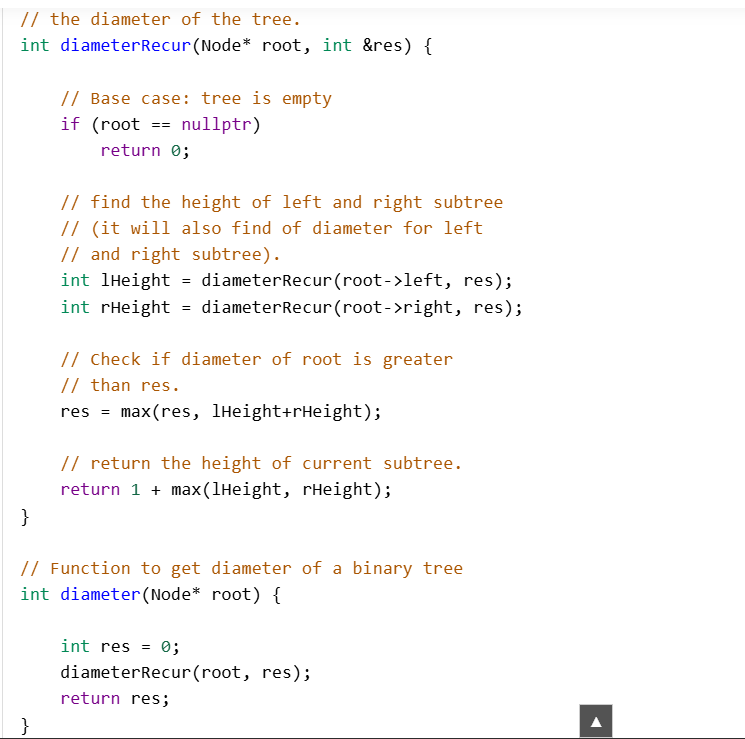 // the diameter of the tree.
int diameterRecur(Node* root, int &res) {
    // Base case: tree is empty
    if (root == nullptr)
        return 0;
    // find the height of left and right subtree
    // (it will also find of diameter for left
    // and right subtree).
    int lHeight = diameterRecur(root->left, res);
    int rHeight = diameterRecur(root->right, res);
    // Check if diameter of root is greater
    // than res.
    res = max(res, lHeight+rHeight);
    // return the height of current subtree.
    return 1 + max(lHeight, rHeight);
}
// Function to get diameter of a binary tree
int diameter(Node* root) {
    int res = 0;
    diameterRecur(root, res);
    return res;
}